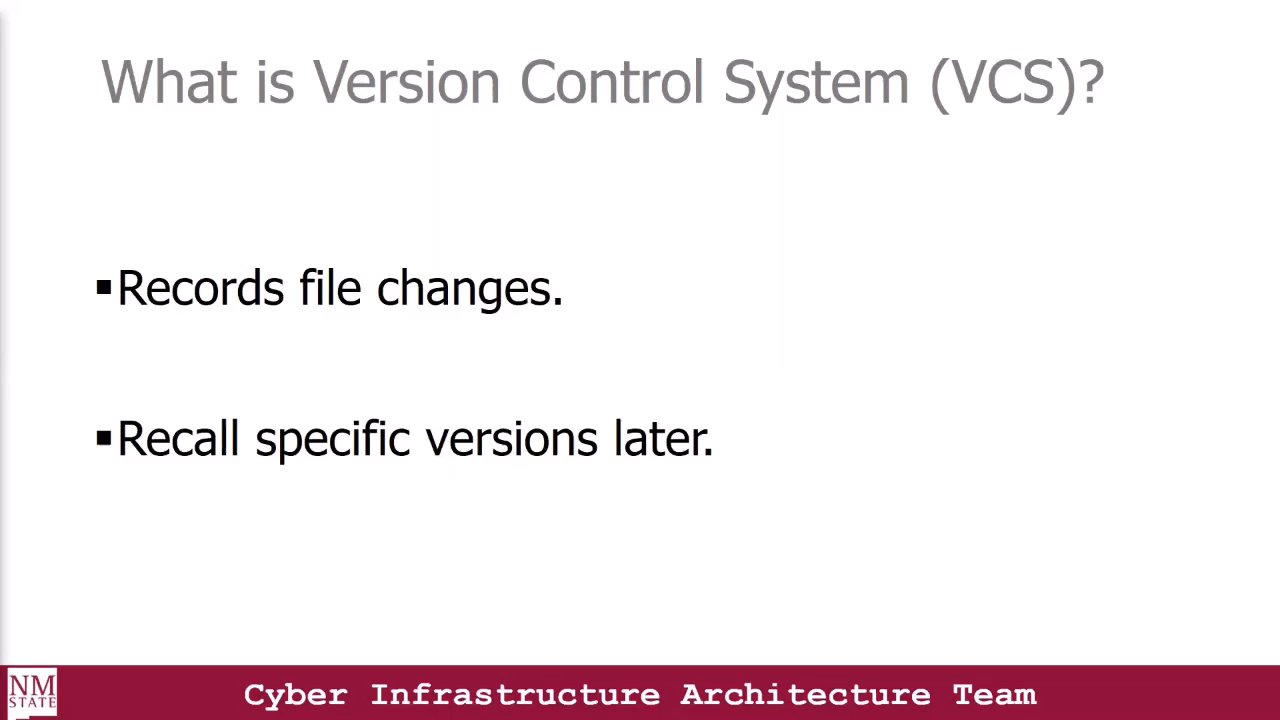 What is Version Control System (VCS)?
▪Records file changes.
▪Recall specific versions later.
NM
STATE
Cyber Infrastructure Architecture Team